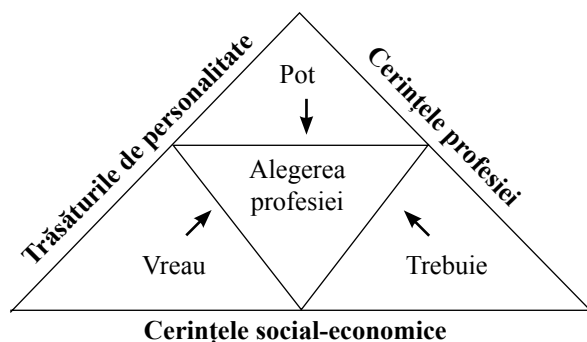 Trăsăturile de personalitate
Cerințele profesiei
Pot
Alegerea
profesiei
Vreau
Trebuie
Cerințele social-economice